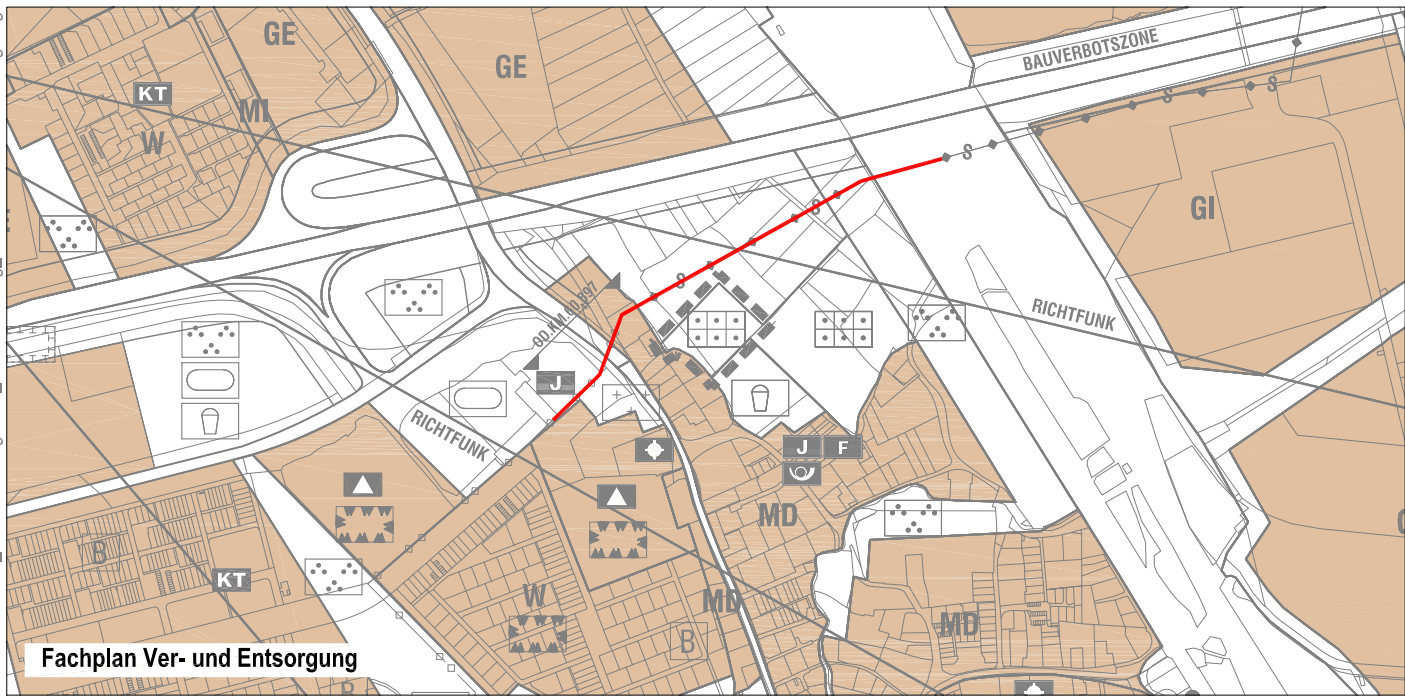 GE
GE
BAUVERBOTSZONE
KT
MI
W
S
S
S
GI
S
S
RICHTFUNK
OD.KM.60,897
J
RICHTFUNK
J F
MD
B
KT
W
MD
MD
B
B
Fachplan Ver- und Entsorgung